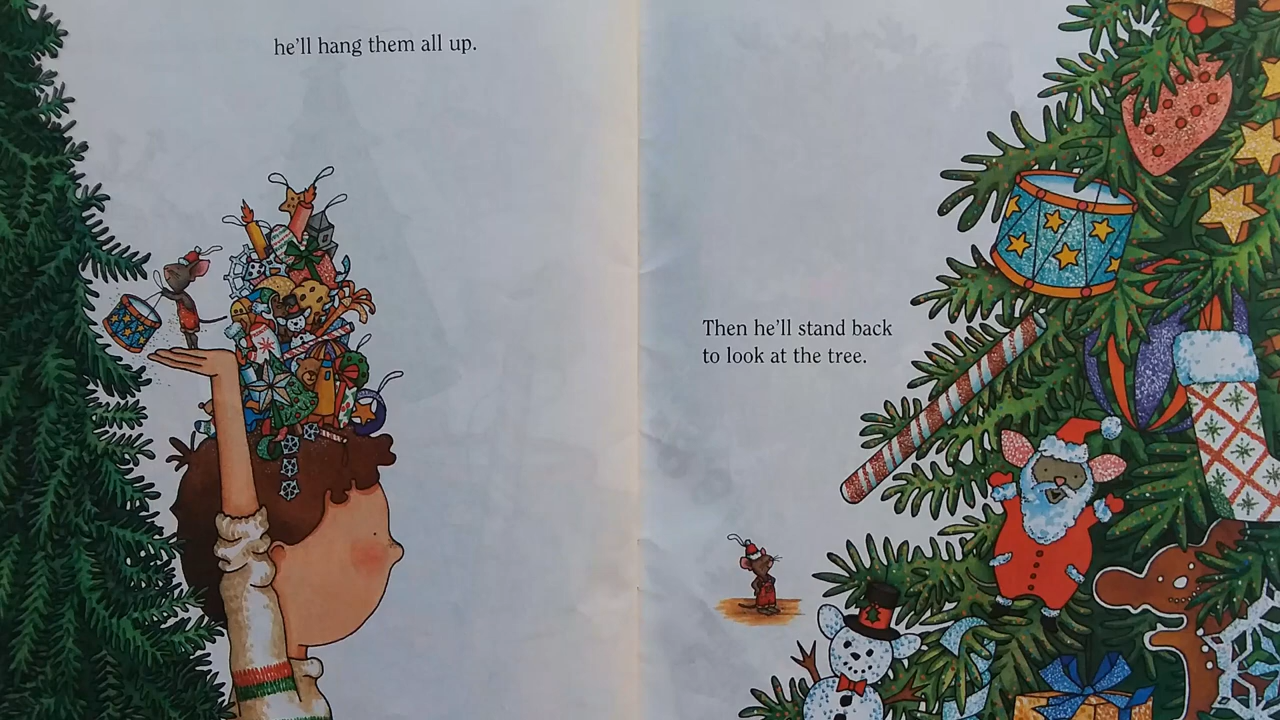 he'll hang them all up.
Then he'll stand back
to look at the tree.